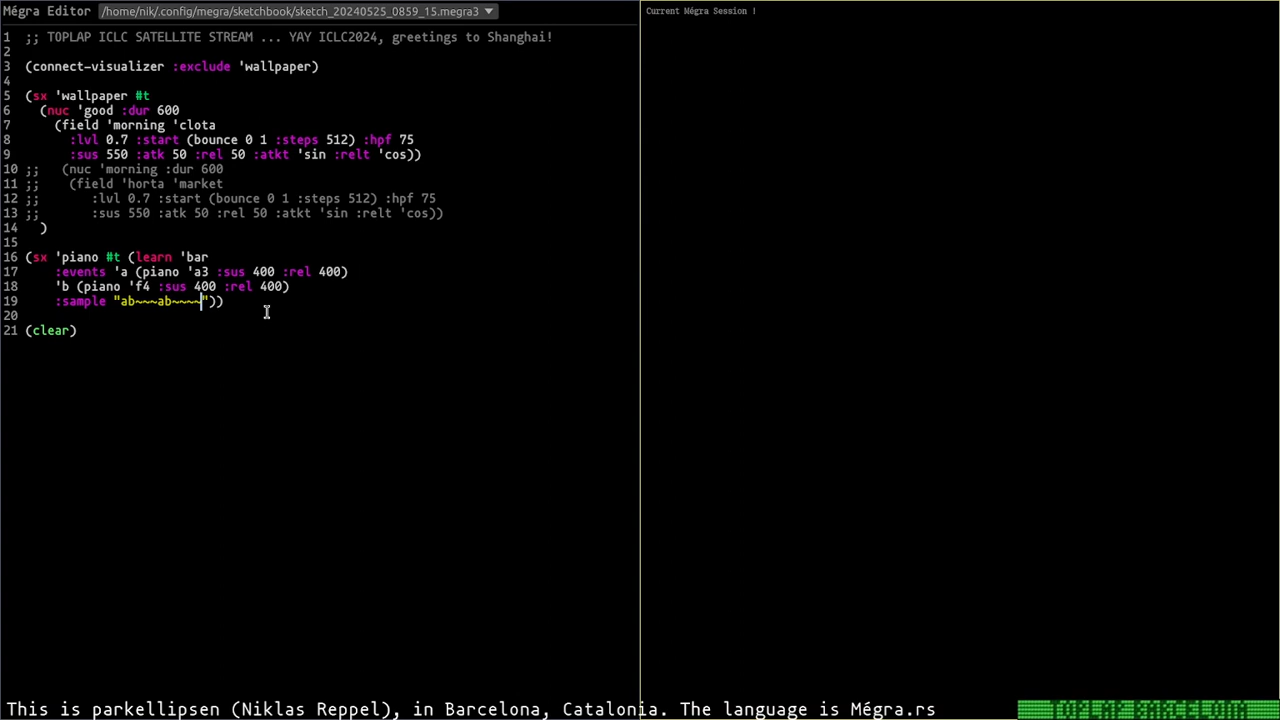 Mégra Editor /home/nik/.config/megra/sketchbook/sketch_20240525_0859_15.megra3
1 ;; TOPLAP ICLC SATELLITE STREAM ... YAY ICLC2024, greetings to Shanghai!
2
3 (connect-visualizer :exclude 'wallpaper)
4
5 (sx 'wallpaper #t
6   (nuc 'good :dur 600
7     (field 'morning 'clota
8       :lvl 0.7 :start (bounce 0 1 :steps 512) :hpf 75
9       :sus 550 :atk 50 :rel 50 :atkt 'sin :relt 'cos))
10 ;;   (nuc 'morning :dur 600
11 ;;    (field 'horta 'market
12 ;;       :lvl 0.7 :start (bounce 0 1 :steps 512) :hpf 75
13 ;;       :sus 550 :atk 50 :rel 50 :atkt 'sin :relt 'cos))
14   )
15
16 (sx 'piano #t (learn 'bar
17     :events 'a (piano 'a3 :sus 400 :rel 400)
18     'b (piano 'f4 :sus 400 :rel 400)
19     :sample "ab~~~ab~~~~"))
20
21 (clear)
Current Mégra Session !
This is parkellipsen (Niklas Reppel), in Barcelona, Catalonia. The language is Mégra.rs